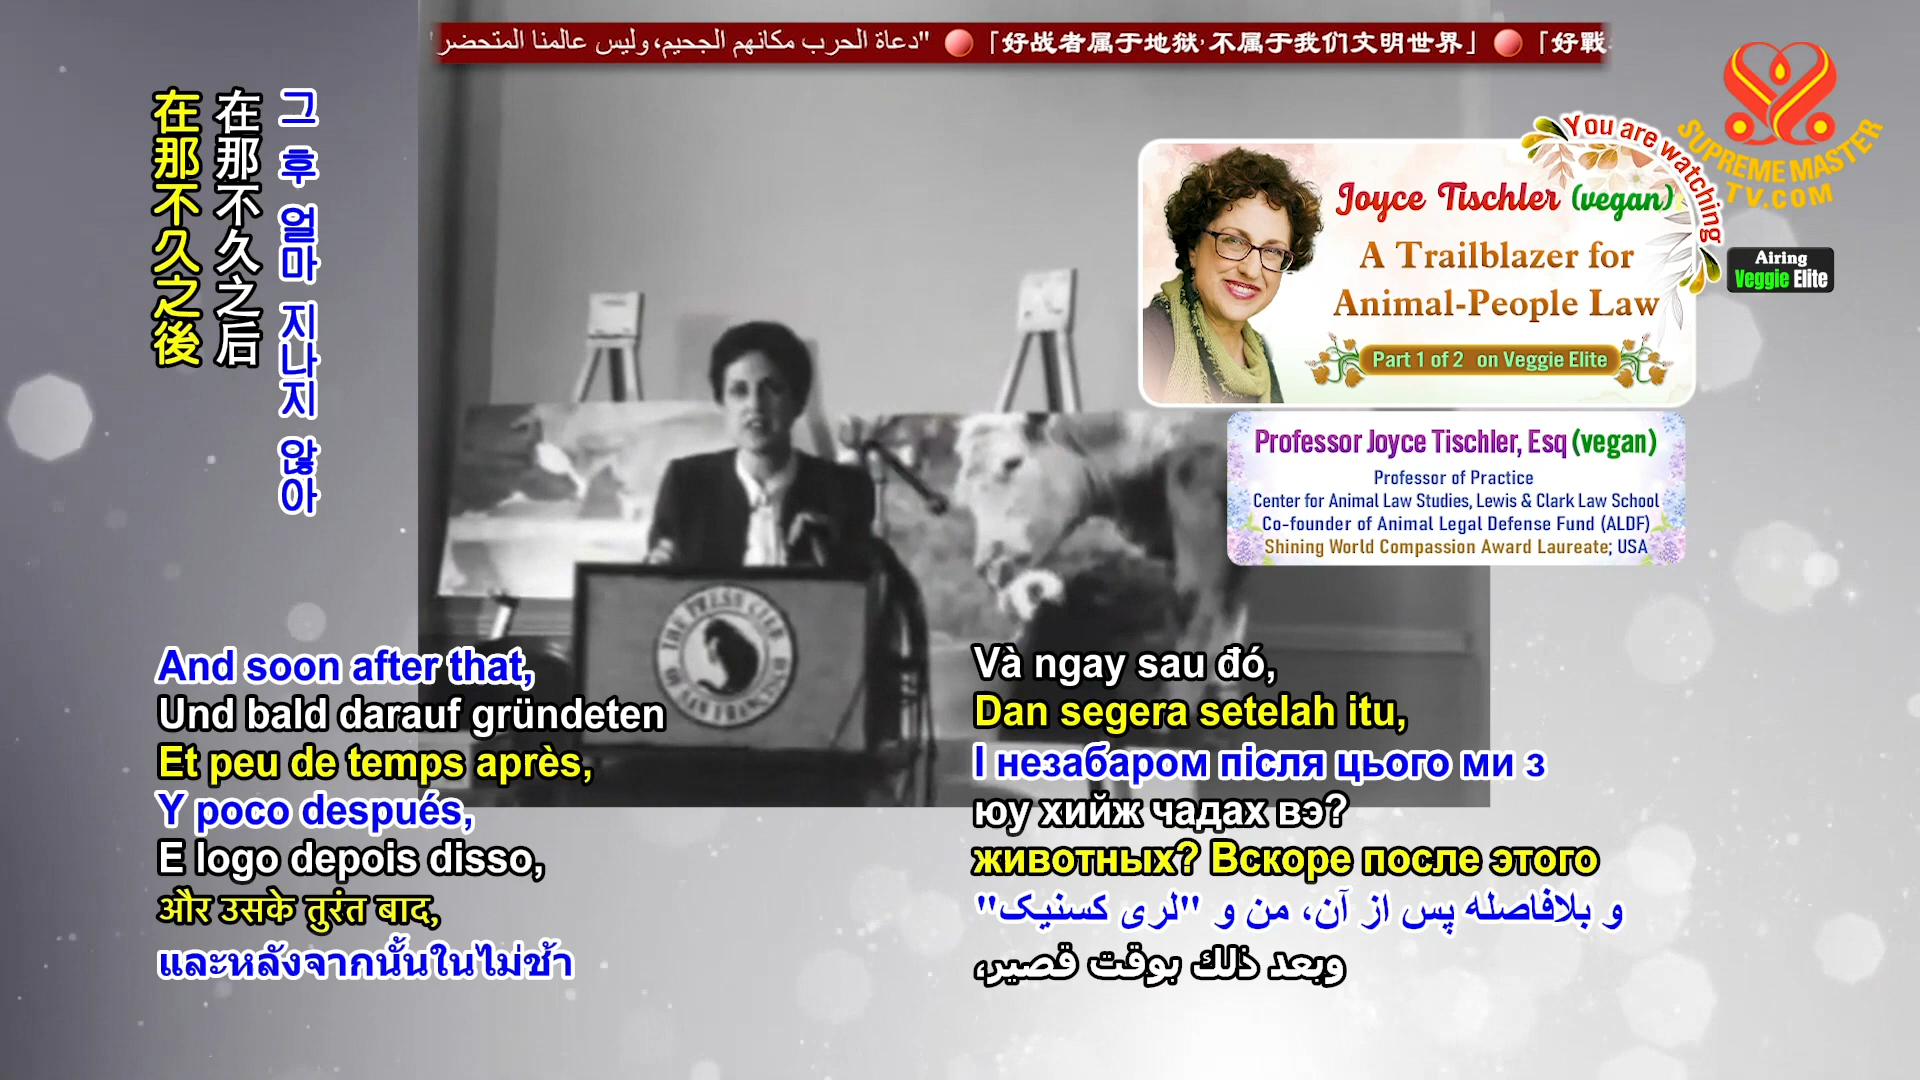 "دعاة الحرب مكانهم الجحيم، وليس عالمنا المتحضر" 「好战者属于地狱,不属于我们文明世界」 「好戰
You are watching
SUPREME MASTER
TV.COM
Airing
Veggie Elite
Joyce Tischler (vegan)
A Trailblazer for
Animal-People Law
Part 1 of 2 on Veggie Elite
Professor Joyce Tischler, Esq (vegan)
Professor of Practice
Center for Animal Law Studies, Lewis & Clark Law School
Co-founder of Animal Legal Defense Fund (ALDF)
Shining World Compassion Award Laureate; USA
그 후 얼마 지나지 않아
在那不久之后
在那不久之後
THE PRESS CLUB
OF SAN FRANCISCO
And soon after that,
Und bald darauf gründeten
Et peu de temps après,
Y poco después,
E logo depois disso,
और उसके तुरंत बाद,
และหลังจากนั้นในไม่ช้า
Và ngay sau đó,
Dan segera setelah itu,
І незабаром після цього ми з
юу хийж чадах вэ?
животных? Вскоре после этого
و بلافاصله پس از آن، من و "لری کسنیک"
وبعد ذلك بوقت قصير،